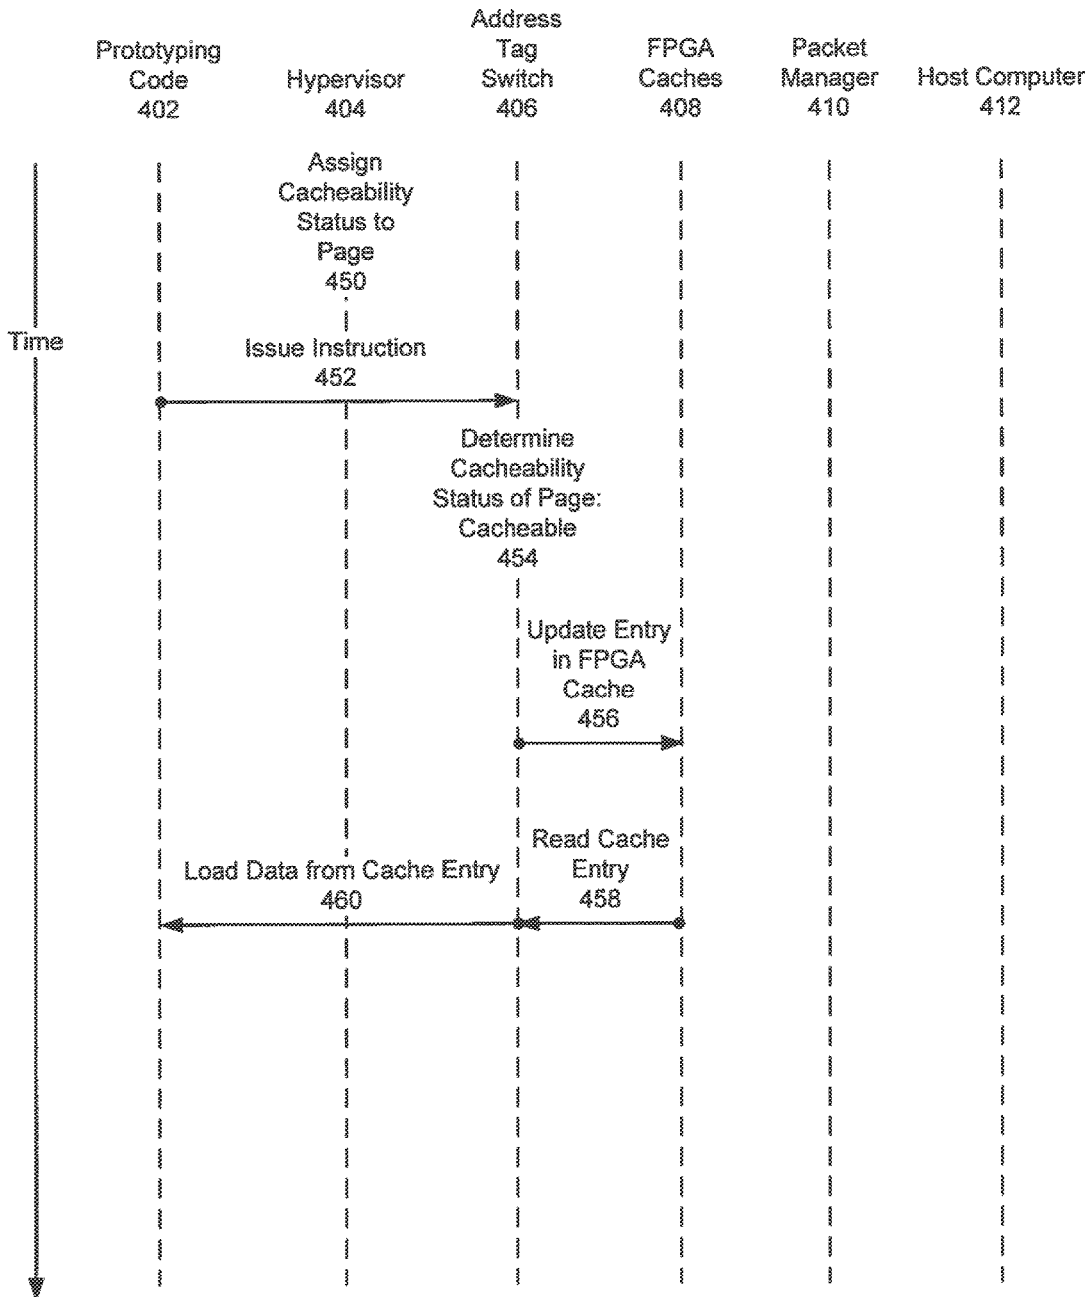 Prototyping
Code
402
Hypervisor
404
Address
Tag
Switch
406
FPGA
Caches
408
Packet
Manager
410
Host Computer
412
Time
Assign
Cacheability
Status to
Page
450
Issue Instruction
452
Determine
Cacheability
Status of Page:
Cacheable
454
Update Entry
in FPGA
Cache
456
Read Cache
Entry
458
Load Data from Cache Entry
460